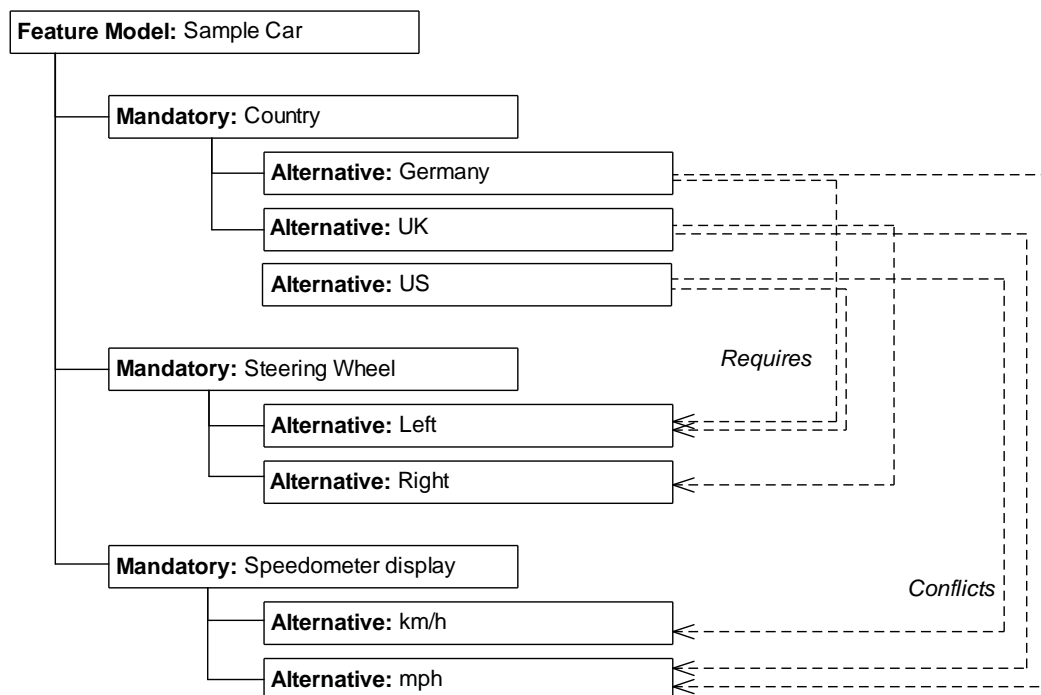 Feature Model: Sample Car
Mandatory: Country
Alternative: Germany
Alternative: UK
Alternative: US
Requires
Mandatory: Steering Wheel
Alternative: Left
Alternative: Right
Mandatory: Speedometer display
Conflicts
Alternative: km/h
Alternative: mph